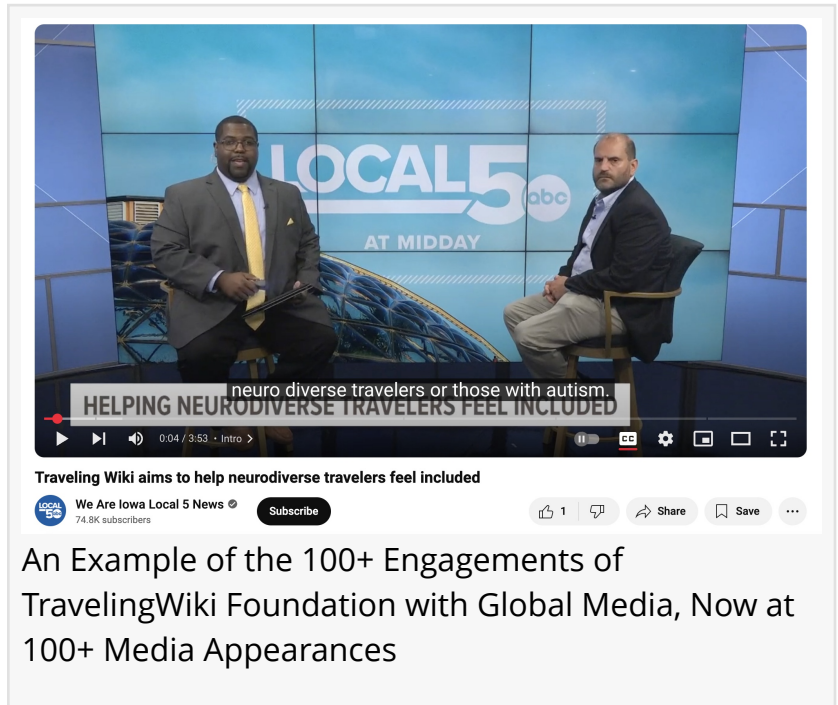 LOCAL 5 abc
AT MIDDAY
neuro diverse travelers or those with autism.
HELPING NEURODIVERSE TRAVELERS FEEL INCLUDED
0:04 / 3:53 • Intro >
CC
Traveling Wiki aims to help neurodiverse travelers feel included
LOCAL 5
We Are Iowa Local 5 News
74.8K subscribers
Subscribe
1
Share
Save
An Example of the 100+ Engagements of
TravelingWiki Foundation with Global Media, Now at
100+ Media Appearances